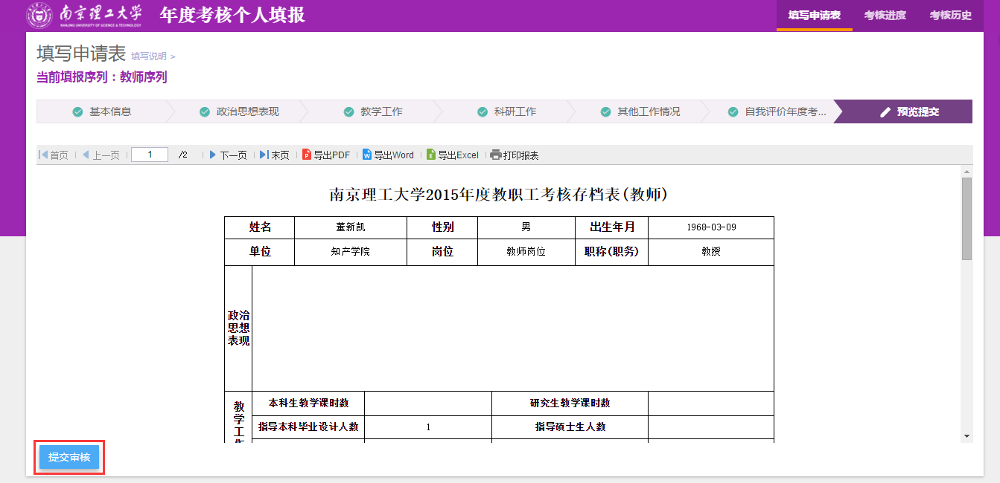 南京理工大学 年度考核个人填报 填写申请表 考核进度 考核历史
NANJING UNIVERSITY OF SCIENCE & TECHNOLOGY
填写申请表 填写说明 >
当前填报序列：教师序列
基本信息 政治思想表现 教学工作 科研工作 其他工作情况 自我评价年度考... 预览提交
首页 上一页 1 /2 下一页 末页 导出PDF 导出Word 导出Excel 打印报表
南京理工大学2015年度教职工考核存档表(教师)
姓名 董新凯 性别 男 出生年月 1968-03-09
单位 知产学院 岗位 教师岗位 职称(职务) 教授
政治
思想
表现
教学工作 本科生教学课时数 研究生教学课时数
指导本科毕业设计人数 1 指导硕士生人数
提交审核